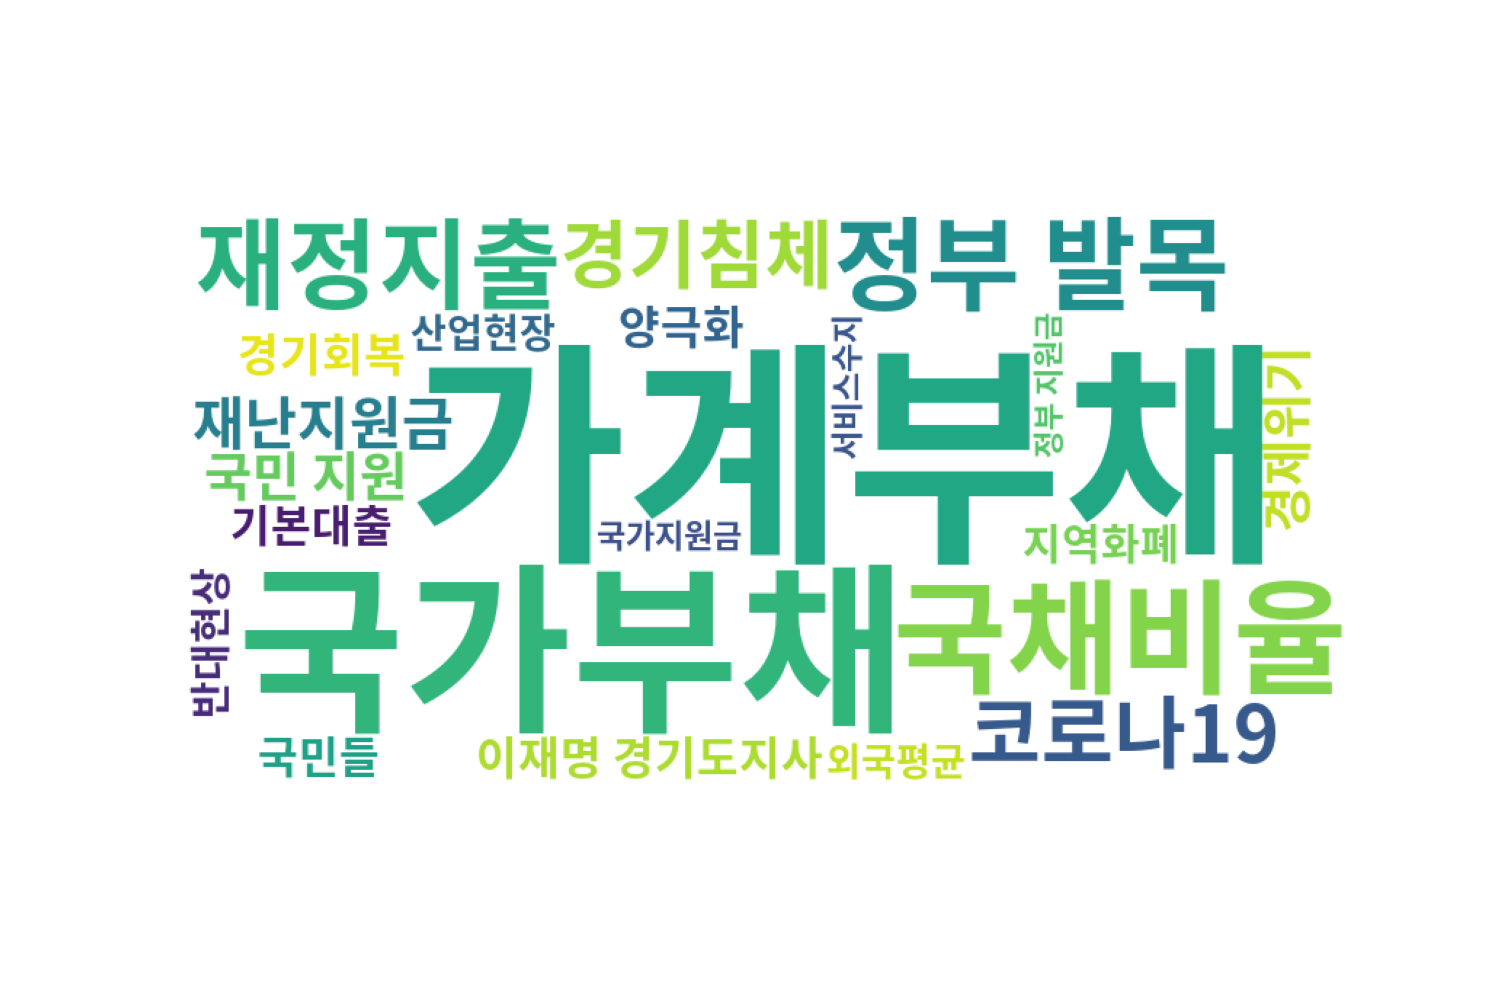 재정지출
경기침체
정부 발목
경기회복
산업현장
양극화
서비스수지
정부 지원금
경제위기
재난지원금
가계부채
국민 지원
기본대출
국가지원금
지역화폐
반대현상
국가부채
국채비율
코로나19
국민들
이재명 경기도지사
외국평균